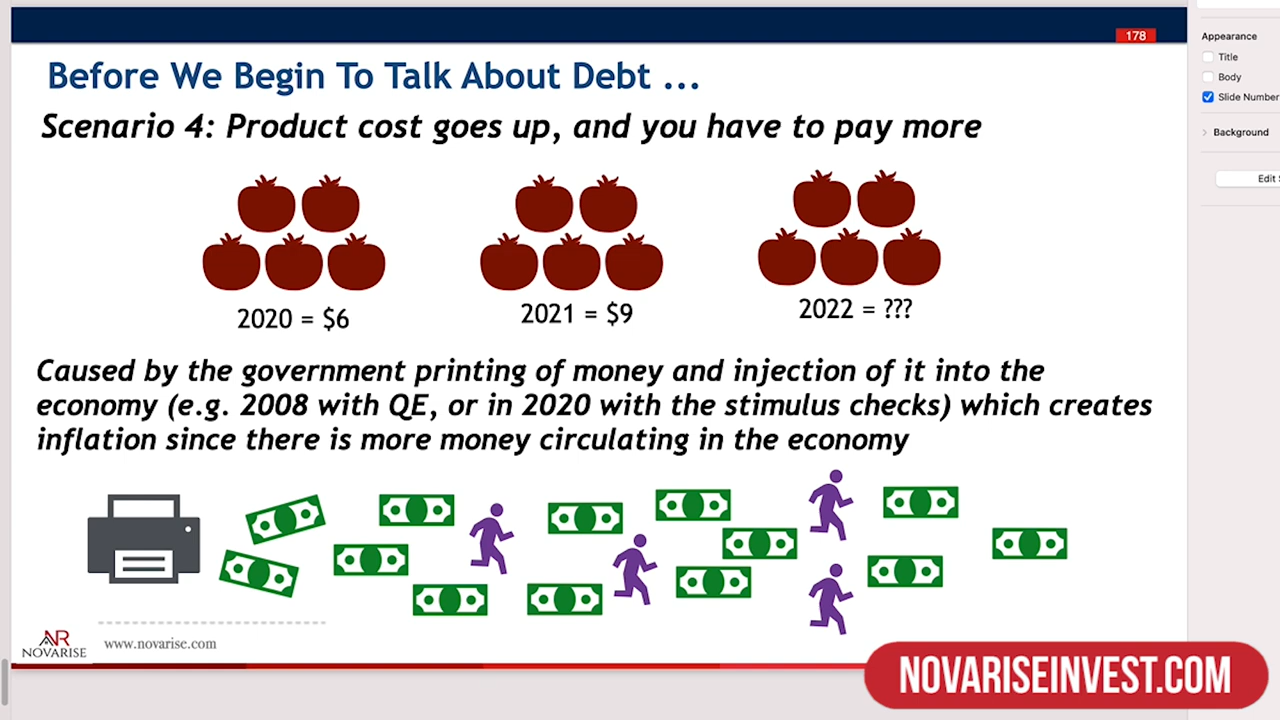 178
Before We Begin To Talk About Debt ...
Scenario 4: Product cost goes up, and you have to pay more
2020 = $6
2021 = $9
2022 = ???
Caused by the government printing of money and injection of it into the
economy (e.g. 2008 with QE, or in 2020 with the stimulus checks) which creates
inflation since there is more money circulating in the economy
NR
NOVARISE
www.novarise.com
NOVARISEINVEST.COM
Appearance
Title
Body
Slide Number
Background
Edit